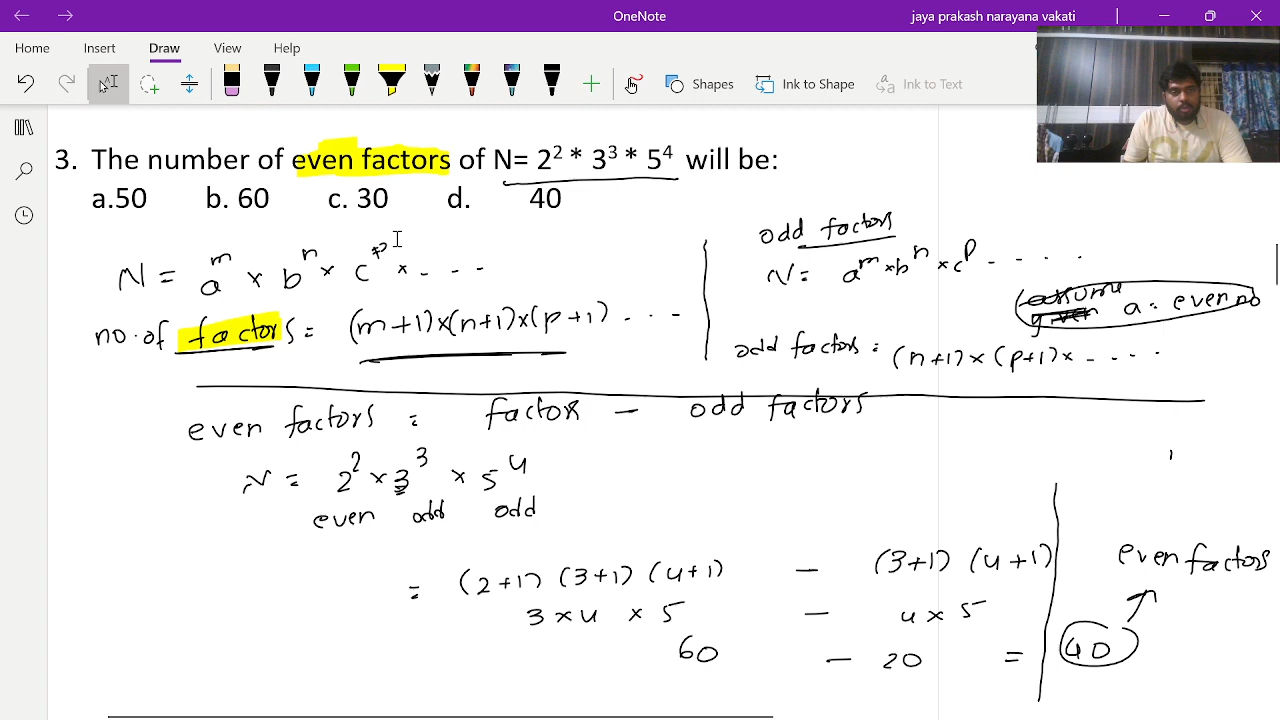 OneNote
jaya prakash narayana vakati
Home Insert Draw View Help
Shapes Ink to Shape Ink to Text
3. The number of even factors of N= 2² * 3³ * 5⁴ will be:
a.50 b. 60 c. 30 d. 40
N = a^m × b^n × c^p × - - -
no.of factors = (m+1)×(n+1)×(p+1) - - -
odd factors
N = a^m × b^n × c^p - - - -
assume a = even no
odd factors = (n+1) × (p+1) × - - - -
even factors = factor - odd factors
N = 2² × 3³ × 5⁴
even odd odd
= (2+1) (3+1) (4+1) - (3+1) (4+1)
3 × 4 × 5 - 4 × 5
60 - 20 = 40
even factors